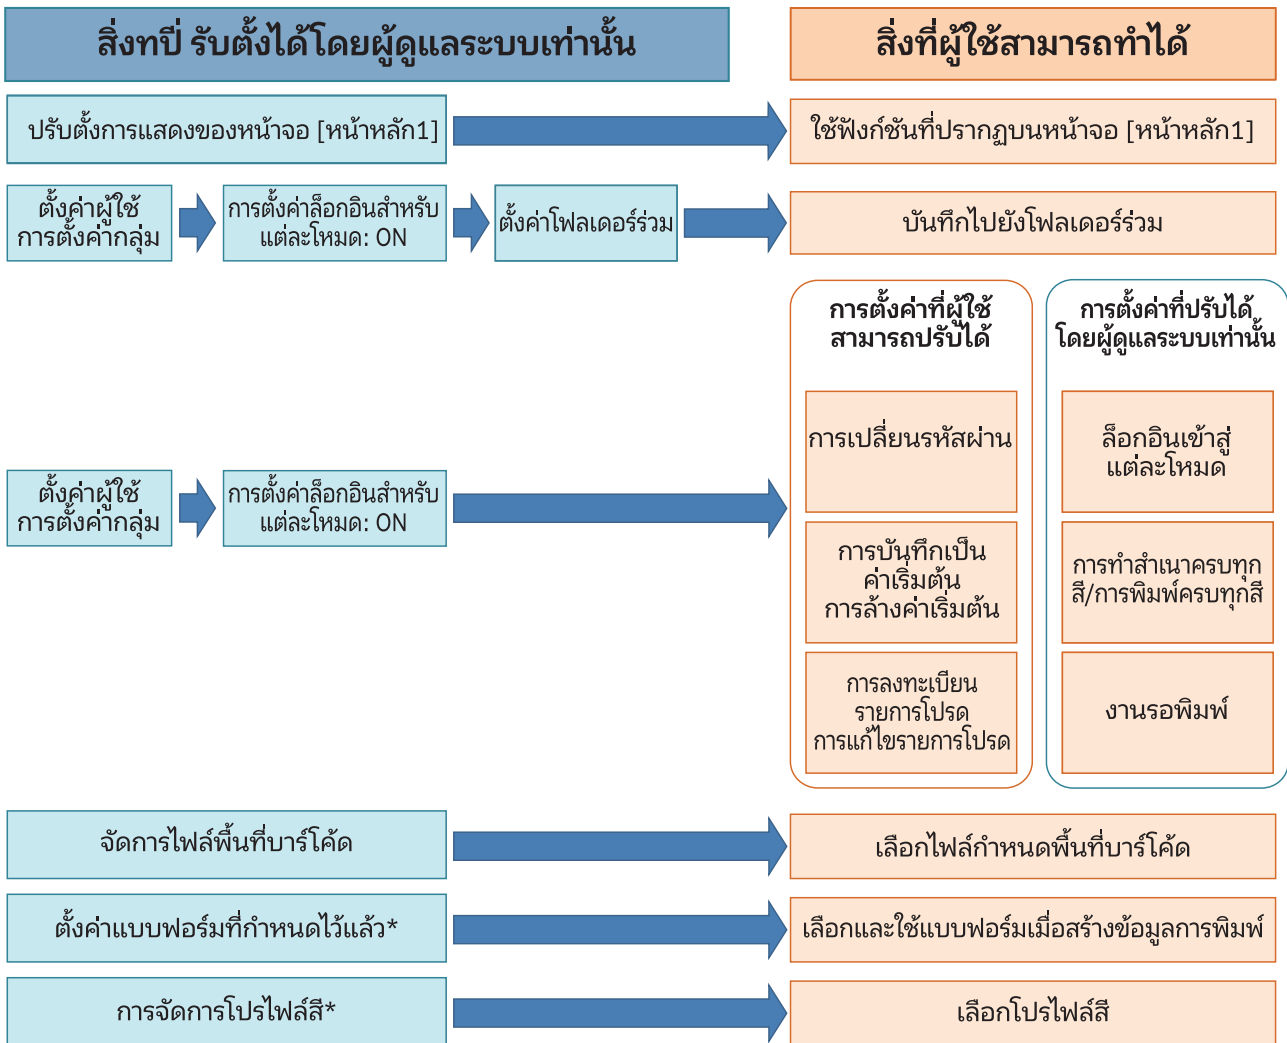 สิ่งทปี่ รับตั้งได้โดยผู้ดูแลระบบเท่านั้น
สิ่งที่ผู้ใช้สามารถทำได้
ปรับตั้งการแสดงของหน้าจอ [หน้าหลัก1]
ใช้ฟังก์ชันที่ปรากฏบนหน้าจอ [หน้าหลัก1]
ตั้งค่าผู้ใช้
การตั้งค่ากลุ่ม
การตั้งค่าล็อกอินสำหรับ
แต่ละโหมด: ON
ตั้งค่าโฟลเดอร์ร่วม
บันทึกไปยังโฟลเดอร์ร่วม
ตั้งค่าผู้ใช้
การตั้งค่ากลุ่ม
การตั้งค่าล็อกอินสำหรับ
แต่ละโหมด: ON
การตั้งค่าที่ผู้ใช้
สามารถปรับได้
การเปลี่ยนรหัสผ่าน
การบันทึกเป็น
ค่าเริ่มต้น
การล้างค่าเริ่มต้น
การลงทะเบียน
รายการโปรด
การแก้ไขรายการโปรด
การตั้งค่าที่ปรับได้
โดยผู้ดูแลระบบเท่านั้น
ล็อกอินเข้าสู่
แต่ละโหมด
การทำสำเนาครบทุก
สี/การพิมพ์ครบทุกสี
งานรอพิมพ์
จัดการไฟล์พื้นที่บาร์โค้ด
เลือกไฟล์กำหนดพื้นที่บาร์โค้ด
ตั้งค่าแบบฟอร์มที่กำหนดไว้แล้ว*
เลือกและใช้แบบฟอร์มเมื่อสร้างข้อมูลการพิมพ์
การจัดการโปรไฟล์สี*
เลือกโปรไฟล์สี